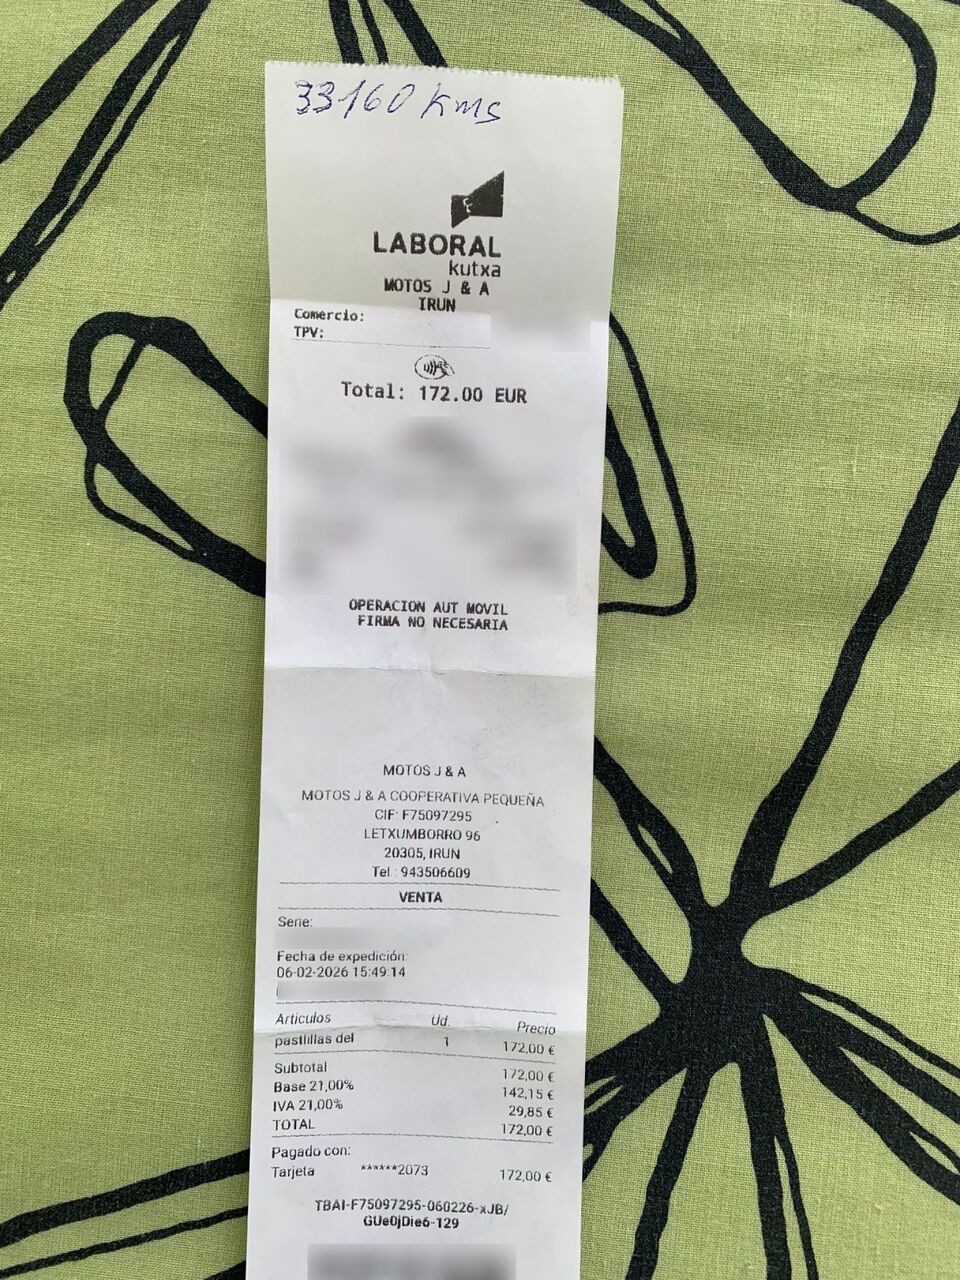 33160 Kms
LABORAL
kutxa
MOTOS J & A
IRUN
Comercio:
TPV:
Total: 172.00 EUR
OPERACION AUT MOVIL
FIRMA NO NECESARIA
MOTOS J & A
MOTOS J & A COOPERATIVA PEQUEÑA
CIF: F75097295
LETXUMBORRO 96
20305, IRUN
Tel.: 943506609
VENTA
Serie:
Fecha de expedición:
06-02-2026 15:49:14
Articulos Ud. Precio
pastillas del 1 172,00 €
Subtotal 172,00 €
Base 21,00% 142,15 €
IVA 21,00% 29,85 €
TOTAL 172,00 €
Pagado con:
Tarjeta ******2073 172,00 €
TBAI-F75097295-060226-xJB/
GUe0jDie6-129